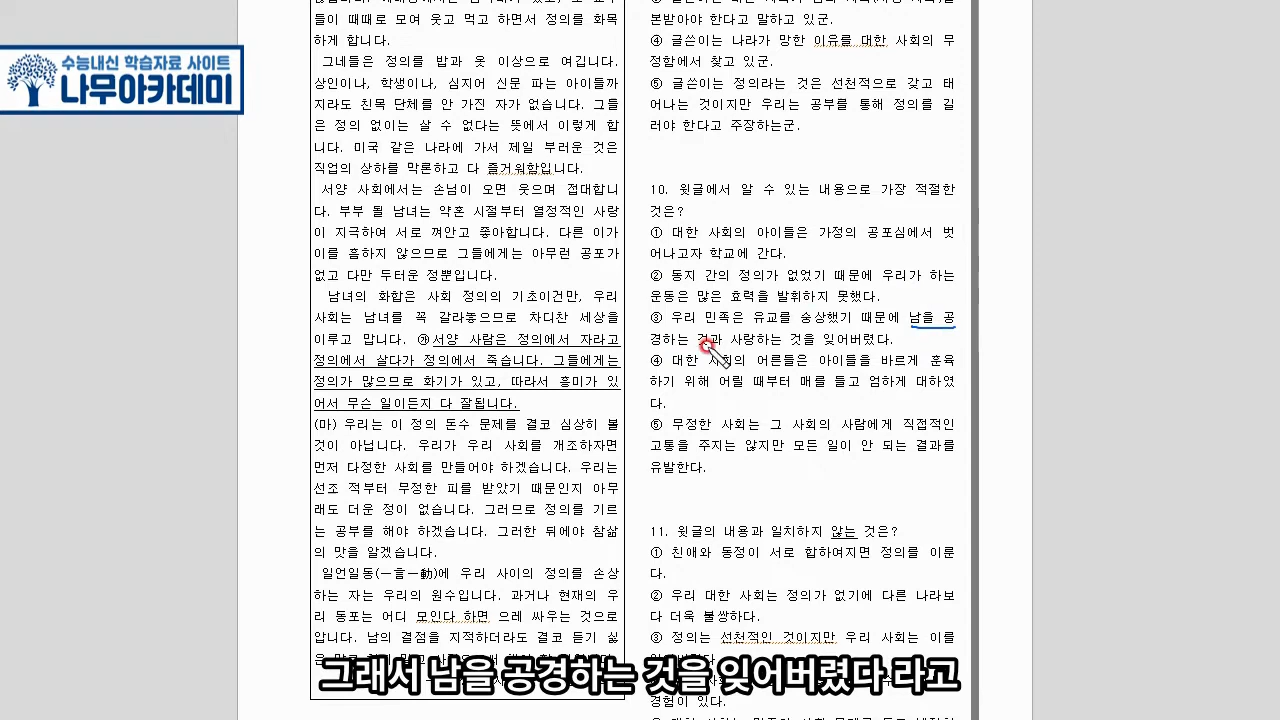 수능내신 학습자료 사이트
나무아카데미
들이 때때로 모여 웃고 먹고 하면서 정의를 화목
하게 합니다.
그네들은 정의를 밥과 옷 이상으로 여깁니다.
상인이나, 학생이나, 심지어 신문 파는 아이들까
지라도 친목 단체를 안 가진 자가 없습니다. 그들
은 정의 없이는 살 수 없다는 뜻에서 이렇게 합
니다. 미국 같은 나라에 가서 제일 부러운 것은
직업의 상하를 막론하고 다 즐거워함입니다.
서양 사회에서는 손님이 오면 웃으며 접대합니
다. 부부 될 남녀는 약혼 시절부터 열정적인 사랑
이 지극하여 서로 껴안고 좋아합니다. 다른 이가
이를 흠하지 않으므로 그들에게는 아무런 공포가
없고 다만 두터운 정뿐입니다.
남녀의 화합은 사회 정의의 기초이건만, 우리
사회는 남녀를 꼭 갈라놓으므로 차디찬 세상을
이루고 맙니다. ㉮서양 사람은 정의에서 자라고
정의에서 살다가 정의에서 죽습니다. 그들에게는
정의가 많으므로 화기가 있고, 따라서 흥미가 있
어서 무슨 일이든지 다 잘됩니다.
(마) 우리는 이 정의 돈수 문제를 결코 심상히 볼
것이 아닙니다. 우리가 우리 사회를 개조하자면
먼저 다정한 사회를 만들어야 하겠습니다. 우리는
선조 적부터 무정한 피를 받았기 때문인지 아무
래도 더운 정이 없습니다. 그러므로 정의를 기르
는 공부를 해야 하겠습니다. 그러한 뒤에야 참삶
의 맛을 알겠습니다.
일언일동(一言一動)에 우리 사이의 정의를 손상
하는 자는 우리의 원수입니다. 과거나 현재의 우
리 동포는 어디 모인다 하면 으레 싸우는 것으로
압니다. 남의 결점을 지적하더라도 결코 듣기 싫
본받아야 한다고 말하고 있군.
④ 글쓴이는 나라가 망한 이유를 대한 사회의 무
정함에서 찾고 있군.
⑤ 글쓴이는 정의라는 것은 선천적으로 갖고 태
어나는 것이지만 우리는 공부를 통해 정의를 길
러야 한다고 주장하는군.
10. 윗글에서 알 수 있는 내용으로 가장 적절한
것은?
① 대한 사회의 아이들은 가정의 공포심에서 벗
어나고자 학교에 간다.
② 동지 간의 정의가 없었기 때문에 우리가 하는
운동은 많은 효력을 발휘하지 못했다.
③ 우리 민족은 유교를 숭상했기 때문에 남을 공
경하는 것과 사랑하는 것을 잊어버렸다.
④ 대한 사회의 어른들은 아이들을 바르게 훈육
하기 위해 어릴 때부터 매를 들고 엄하게 대하였
다.
⑤ 무정한 사회는 그 사회의 사람에게 직접적인
고통을 주지는 않지만 모든 일이 안 되는 결과를
유발한다.
11. 윗글의 내용과 일치하지 않는 것은?
① 친애와 동정이 서로 합하여지면 정의를 이룬
다.
② 우리 대한 사회는 정의가 없기에 다른 나라보
다 더욱 불쌍하다.
③ 정의는 선천적인 것이지만 우리 사회는 이를
경험이 있다.
그래서 남을 공경하는 것을 잊어버렸다 라고